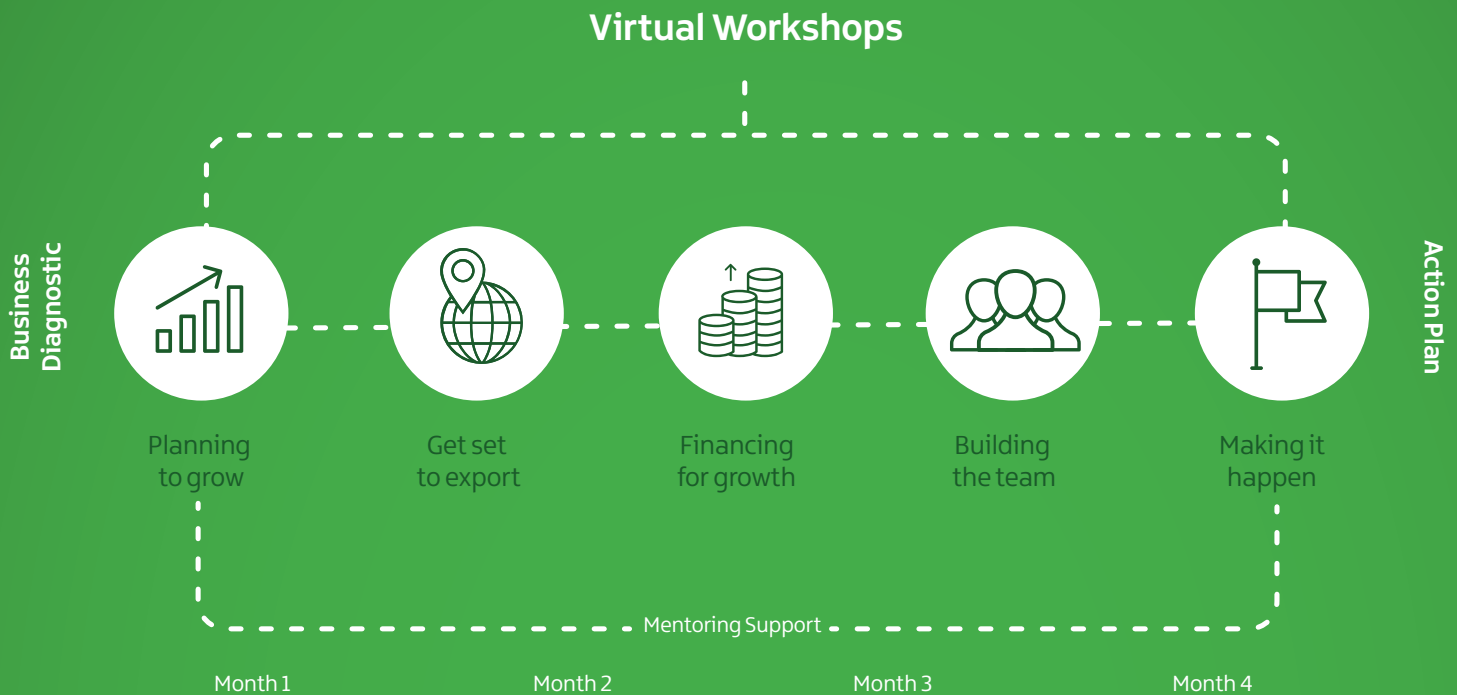 Virtual Workshops
Business
Diagnostic
Planning
to grow
Get set
to export
Financing
for growth
Building
the team
Making it
happen
Action Plan
Mentoring Support
Month 1
Month 2
Month 3
Month 4